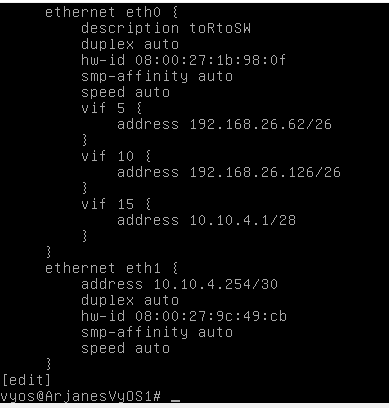 ethernet eth0 {
description toRtoSW
duplex auto
hw-id 08:00:27:1b:98:0f
smp-affinity auto
speed auto
vif 5 {
address 192.168.26.62/26
}
vif 10 {
address 192.168.26.126/26
}
vif 15 {
address 10.10.4.1/28
}
}
ethernet eth1 {
address 10.10.4.254/30
duplex auto
hw-id 08:00:27:9c:49:cb
smp-affinity auto
speed auto
}
[edit]
vyos@ArjanesVyOS1# _